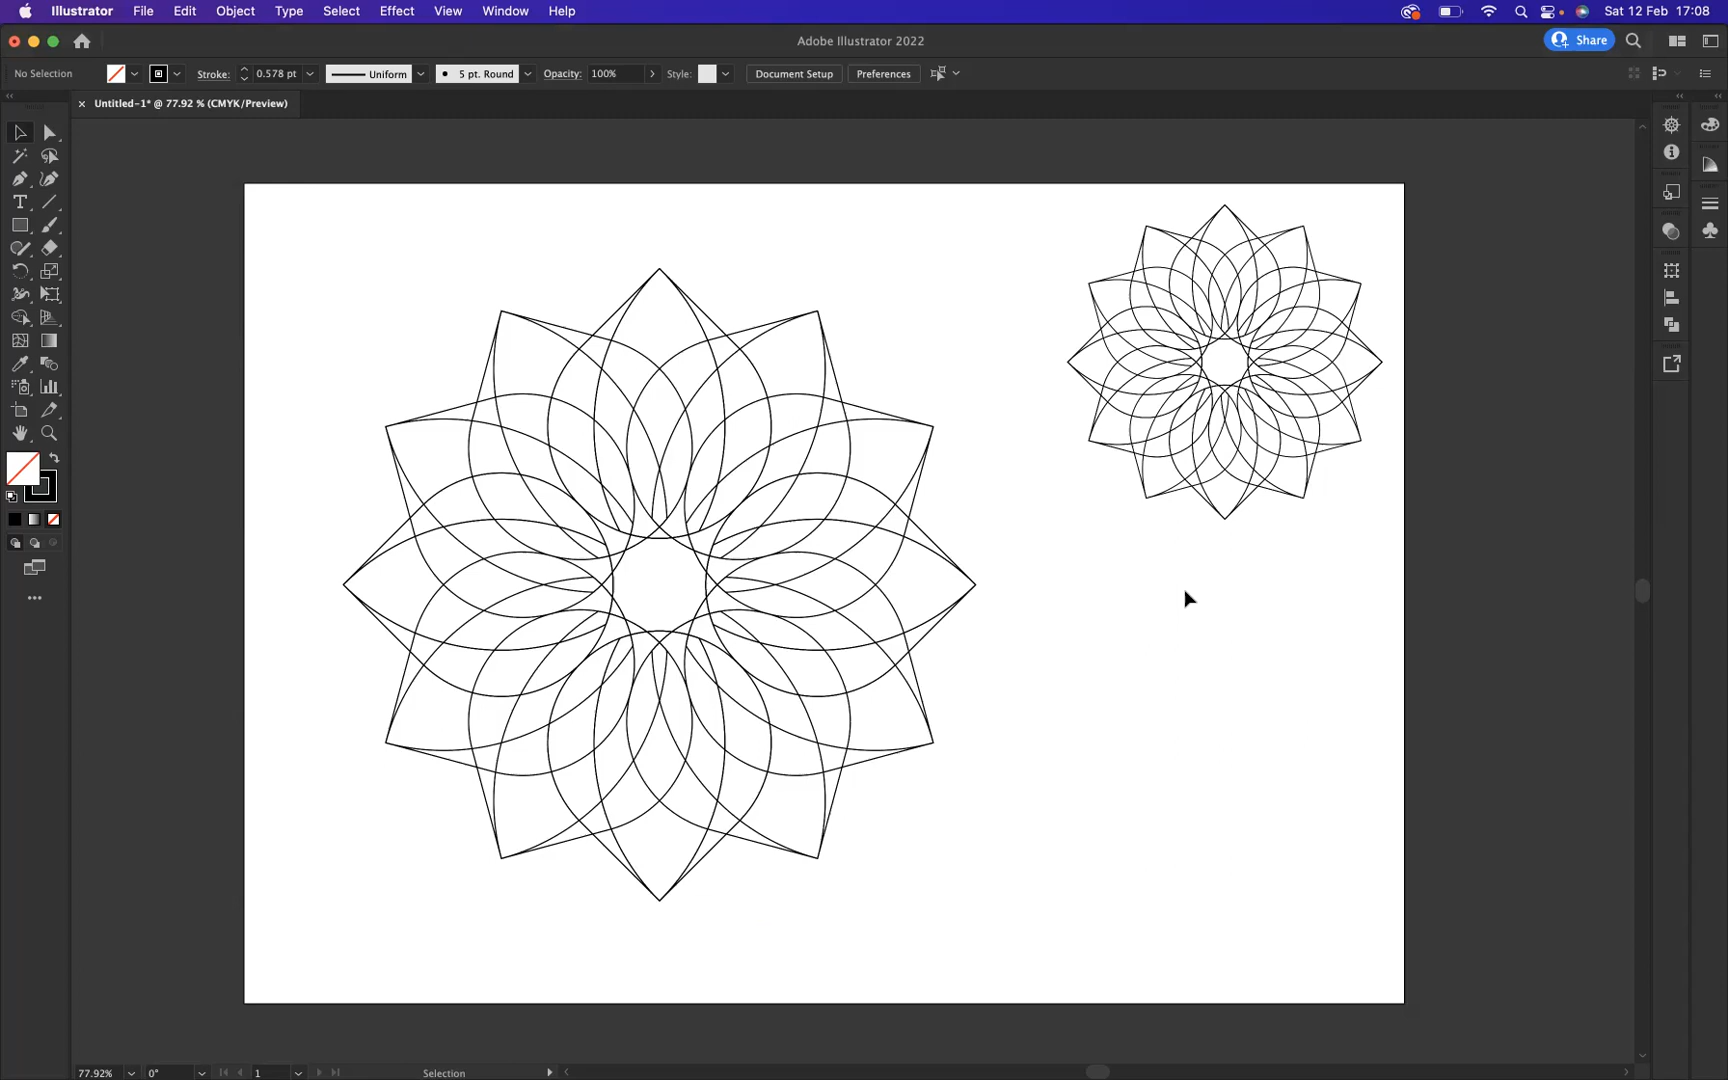 Illustrator File Edit Object Type Select Effect View Window Help Sat 12 Feb 17:08
Adobe Illustrator 2022 Share
No Selection Stroke: 0.578 pt Uniform 5 pt. Round Opacity: 100% Style: Document Setup Preferences
Untitled-1* @ 77.92 % (CMYK/Preview)
77.92% 0° 1 Selection